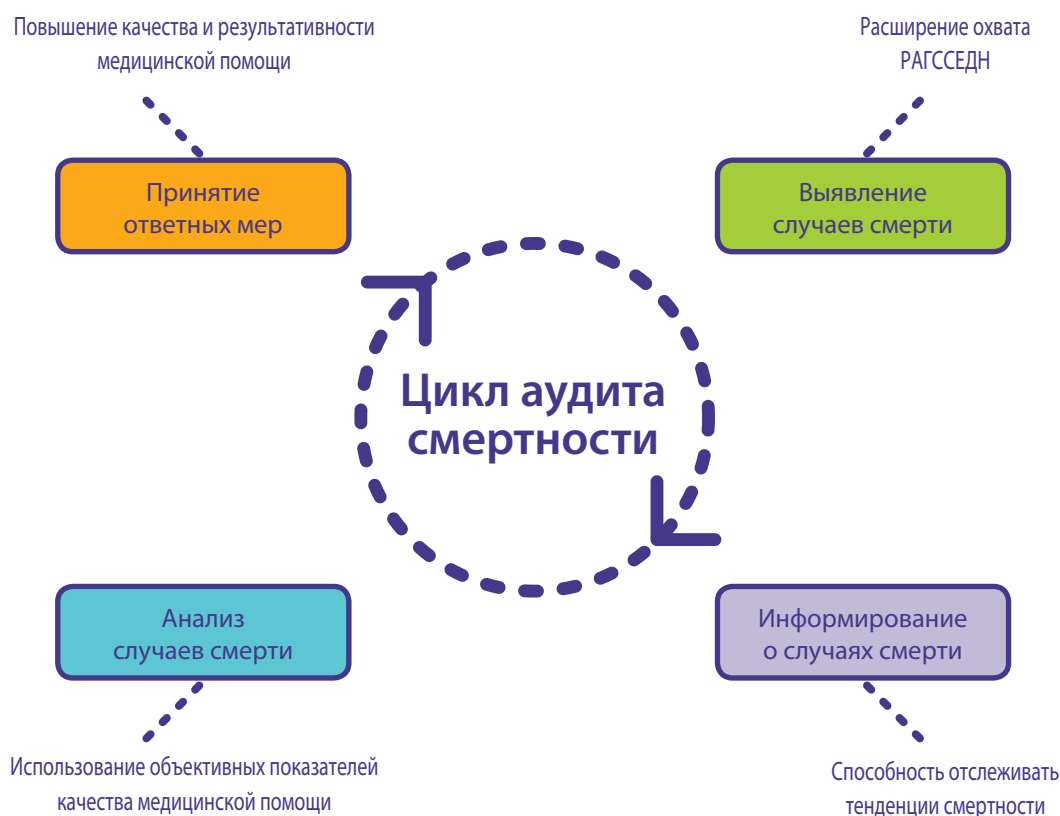 Повышение качества и результативности
медицинской помощи
Расширение охвата
РАГССЕДН
Принятие
ответных мер
Выявление
случаев смерти
Цикл аудита
смертности
Анализ
случаев смерти
Информирование
о случаях смерти
Использование объективных показателей
качества медицинской помощи
Способность отслеживать
тенденции смертности